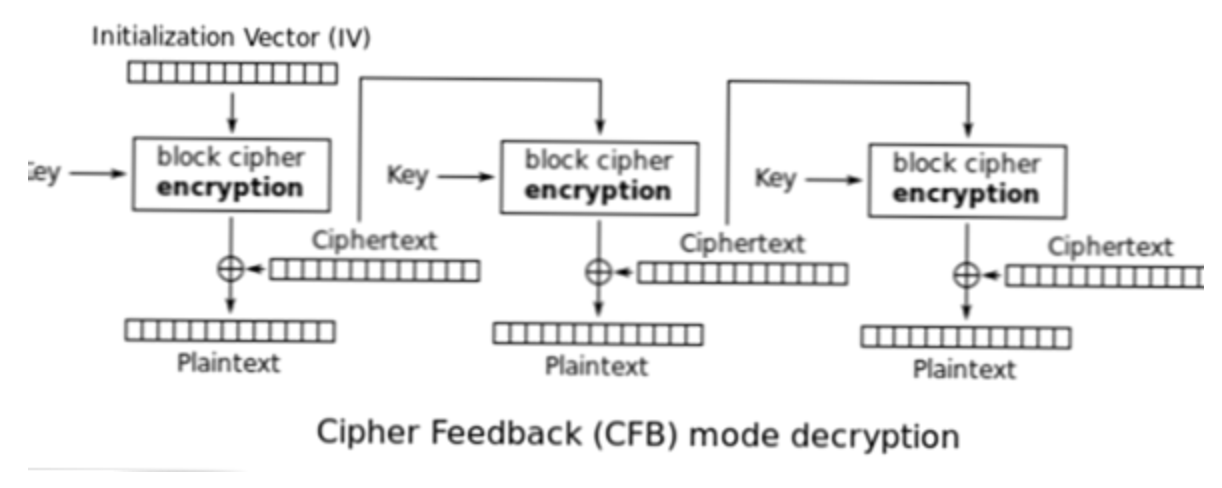 Initialization Vector (IV)
block cipher
encryption
Key
block cipher
encryption
Key
block cipher
encryption
Ciphertext
Ciphertext
Ciphertext
Plaintext
Plaintext
Plaintext
Cipher Feedback (CFB) mode decryption